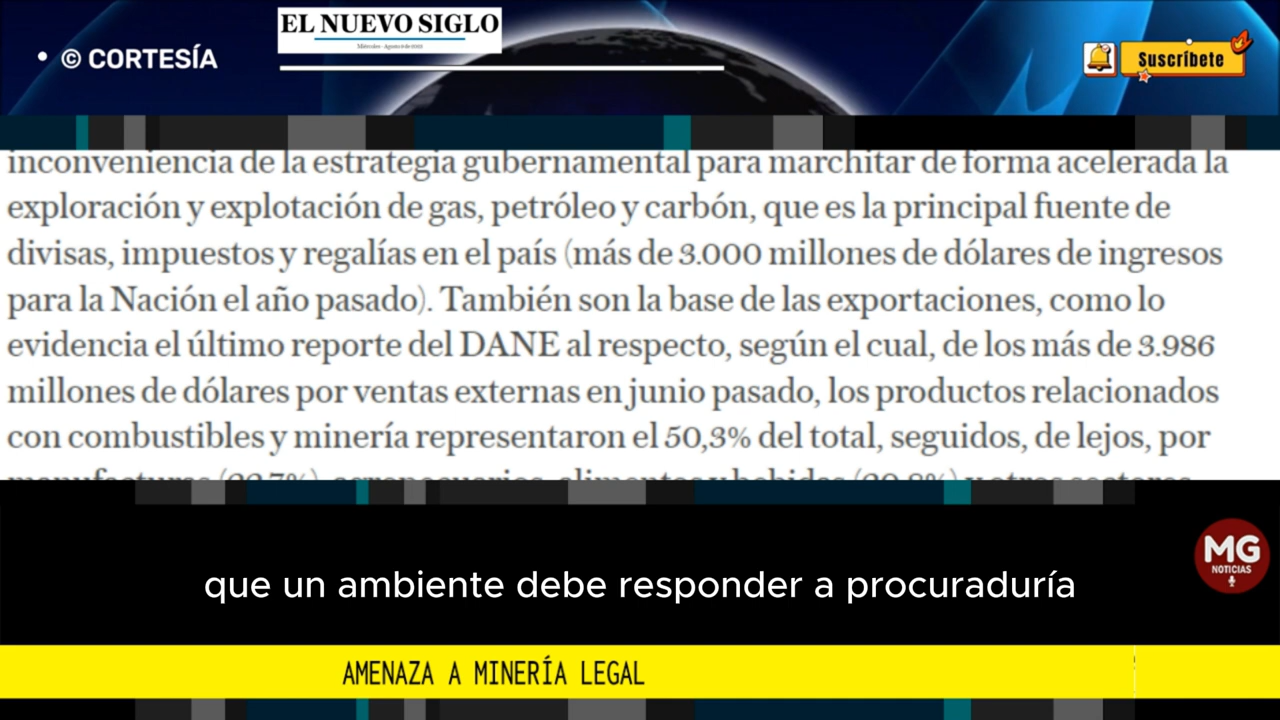 • © CORTESÍA
EL NUEVO SIGLO
Suscríbete
inconveniencia de la estrategia gubernamental para marchitar de forma acelerada la
exploración y explotación de gas, petróleo y carbón, que es la principal fuente de
divisas, impuestos y regalías en el país (más de 3.000 millones de dólares de ingresos
para la Nación el año pasado). También son la base de las exportaciones, como lo
evidencia el último reporte del DANE al respecto, según el cual, de los más de 3.986
millones de dólares por ventas externas en junio pasado, los productos relacionados
con combustibles y minería representaron el 50,3% del total, seguidos, de lejos, por
que un ambiente debe responder a procuraduría
MG
NOTICIAS
AMENAZA A MINERÍA LEGAL